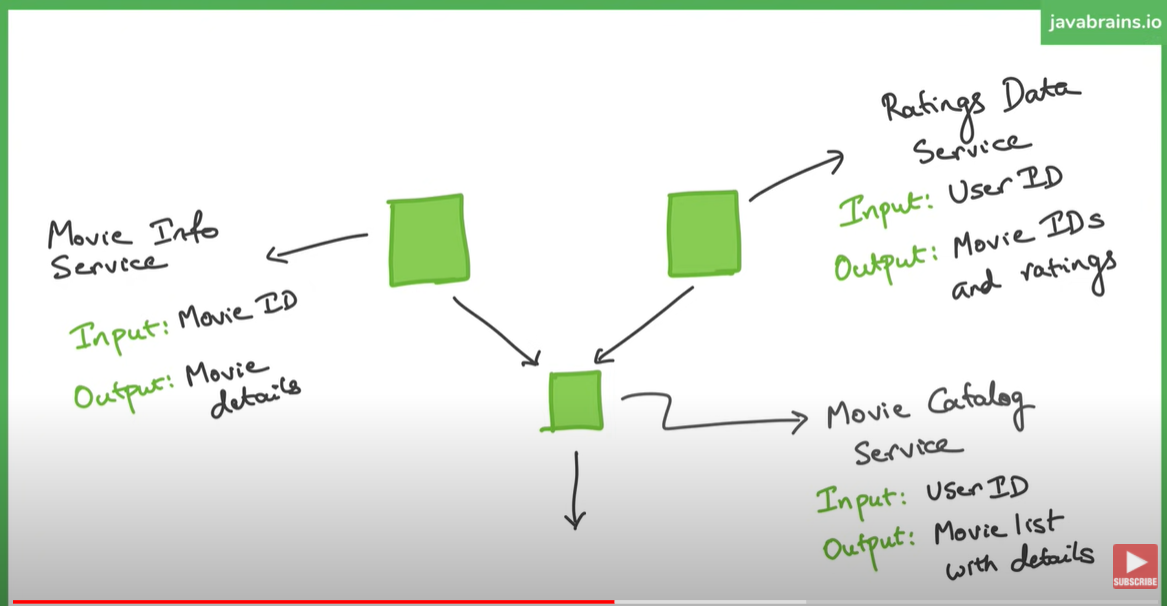 javabrains.io
Ratings Data
Service
Input: User ID
Output: Movie IDs
and ratings
Movie Info
Service
Input: Movie ID
Output: Movie
details
Movie Catalog
Service
Input: User ID
Output: Movie list
with details
SUBSCRIBE